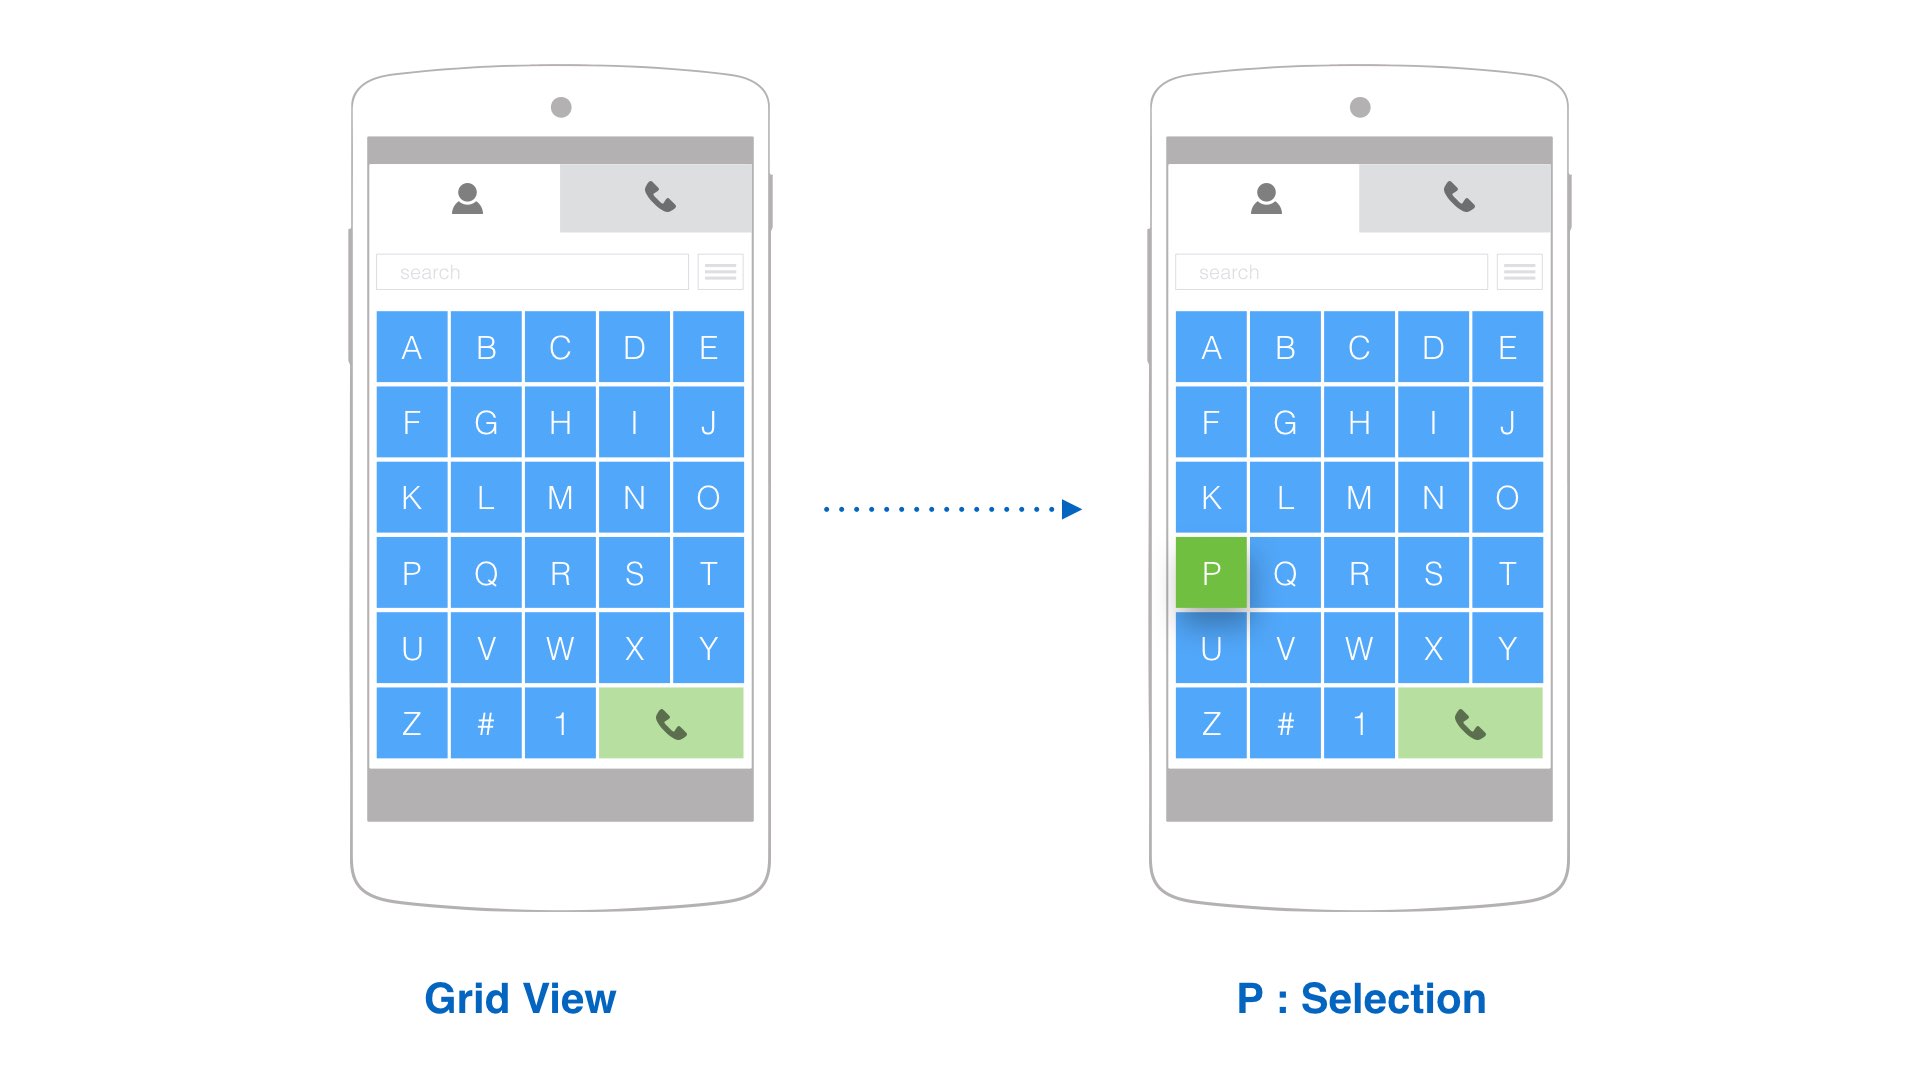 search
A B C D E
F G H I J
K L M N O
P Q R S T
U V W X Y
Z # 1
Grid View
search
A B C D E
F G H I J
K L M N O
P Q R S T
U V W X Y
Z # 1
P : Selection